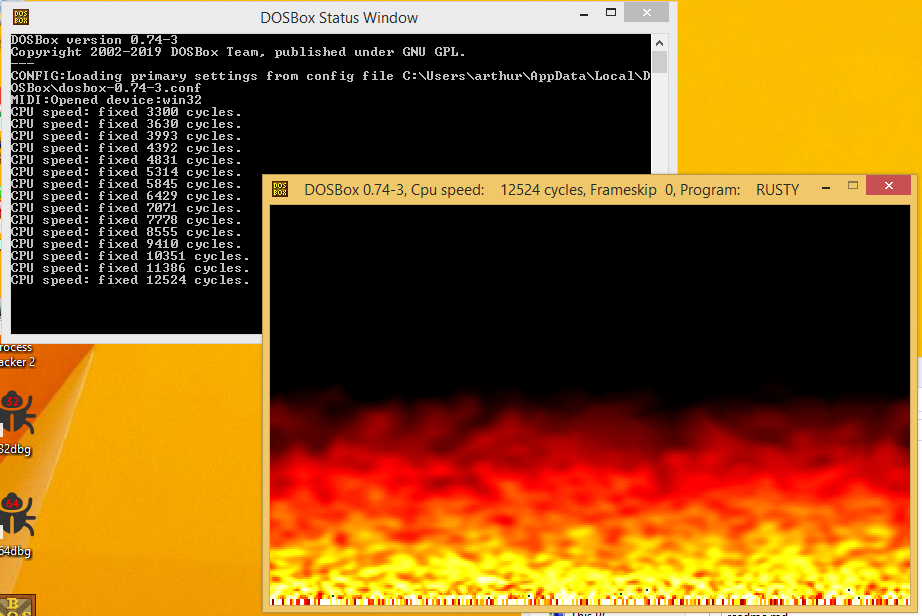 DOSBox Status Window
DOSBox version 0.74-3
Copyright 2002-2019 DOSBox Team, published under GNU GPL.
---
CONFIG:Loading primary settings from config file C:\Users\arthur\AppData\Local\D
OSBox\dosbox-0.74-3.conf
MIDI:Opened device:win32
CPU speed: fixed 3300 cycles.
CPU speed: fixed 3630 cycles.
CPU speed: fixed 3993 cycles.
CPU speed: fixed 4392 cycles.
CPU speed: fixed 4831 cycles.
CPU speed: fixed 5314 cycles.
CPU speed: fixed 5845 cycles.
CPU speed: fixed 6429 cycles.
CPU speed: fixed 7071 cycles.
CPU speed: fixed 7778 cycles.
CPU speed: fixed 8555 cycles.
CPU speed: fixed 9410 cycles.
CPU speed: fixed 10351 cycles.
CPU speed: fixed 11386 cycles.
CPU speed: fixed 12524 cycles.
DOSBox 0.74-3, Cpu speed: 12524 cycles, Frameskip 0, Program: RUSTY
rocess
acker 2
32
32dbg
64
64dbg